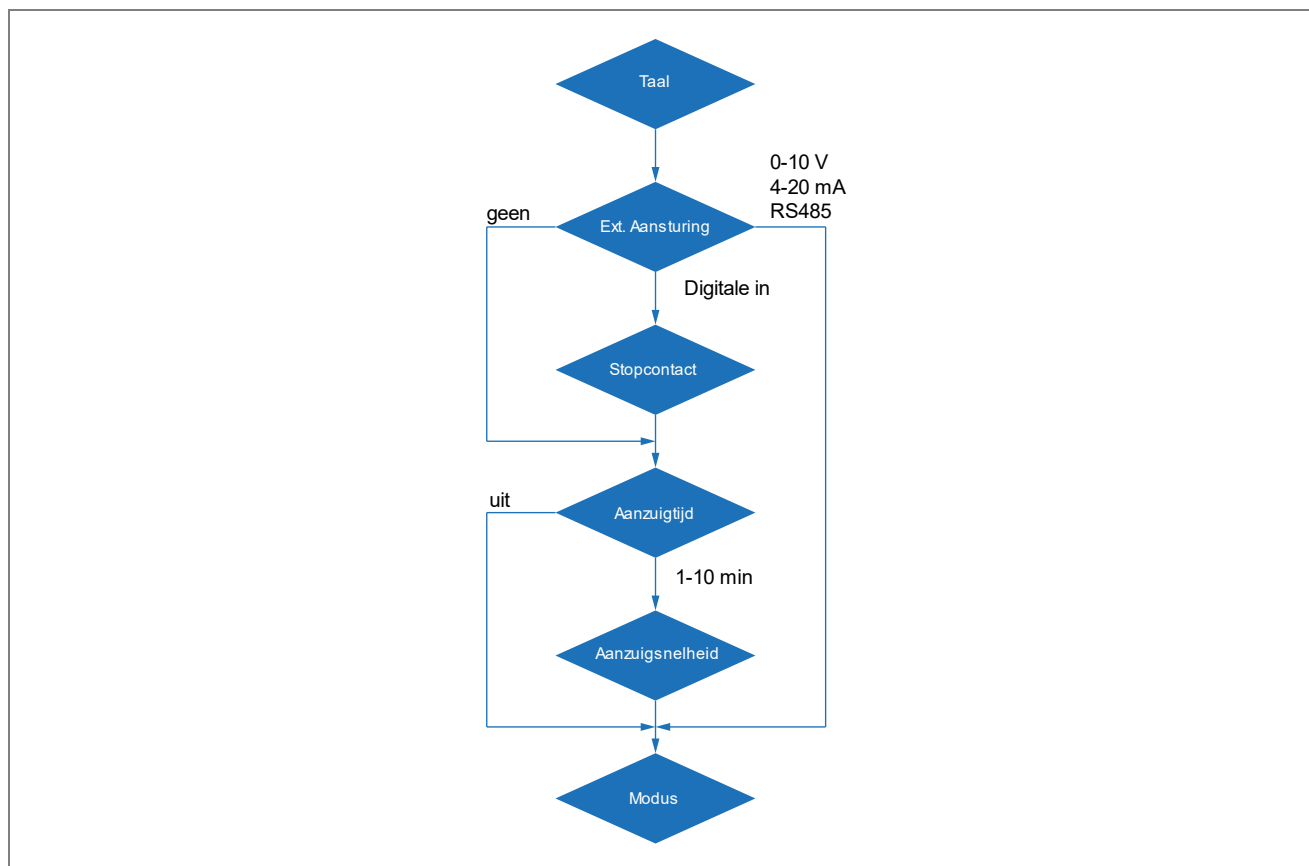 Taal
0-10 V
4-20 mA
RS485
geen
Ext. Aansturing
Digitale in
Stopcontact
uit
Aanzuigtijd
1-10 min
Aanzuigsnelheid
Modus